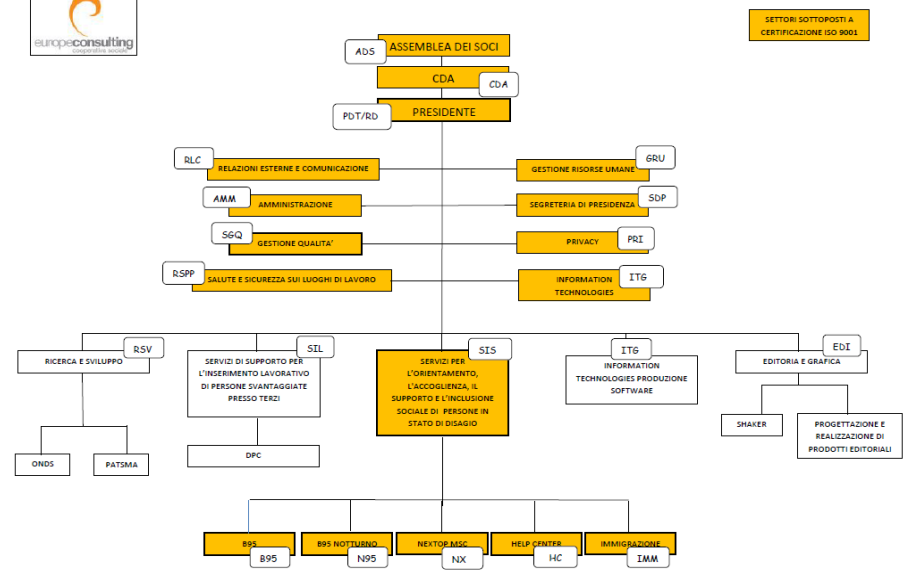 europeconsulting
cooperativa sociale
SETTORI SOTTOPOSTI A
CERTIFICAZIONE ISO 9001
ADS
ASSEMBLEA DEI SOCI
CDA
CDA
PDT/RD
PRESIDENTE
RLC
RELAZIONI ESTERNE E COMUNICAZIONE
GRU
GESTIONE RISORSE UMANE
AMM
AMMINISTRAZIONE
SDP
SEGRETERIA DI PRESIDENZA
SGQ
GESTIONE QUALITA'
PRI
PRIVACY
RSPP
SALUTE E SICUREZZA SUI LUOGHI DI LAVORO
ITG
INFORMATION
TECHNOLOGIES
RSV
RICERCA E SVILUPPO
SIL
SERVIZI DI SUPPORTO PER
L'INSERIMENTO LAVORATIVO
DI PERSONE SVANTAGGIATE
PRESSO TERZI
SIS
SERVIZI PER
L'ORIENTAMENTO,
L'ACCOGLIENZA, IL
SUPPORTO E L'INCLUSIONE
SOCIALE DI PERSONE IN
STATO DI DISAGIO
ITG
INFORMATION
TECHNOLOGIES PRODUZIONE
SOFTWARE
EDI
EDITORIA E GRAFICA
ONDS
PATSMA
DPC
SHAKER
PROGETTAZIONE E
REALIZZAZIONE DI
PRODOTTI EDITORIALI
B95
B95
B95 NOTTURNO
N95
NEXTOP MSC
NX
HELP CENTER
HC
IMMIGRAZIONE
IMM